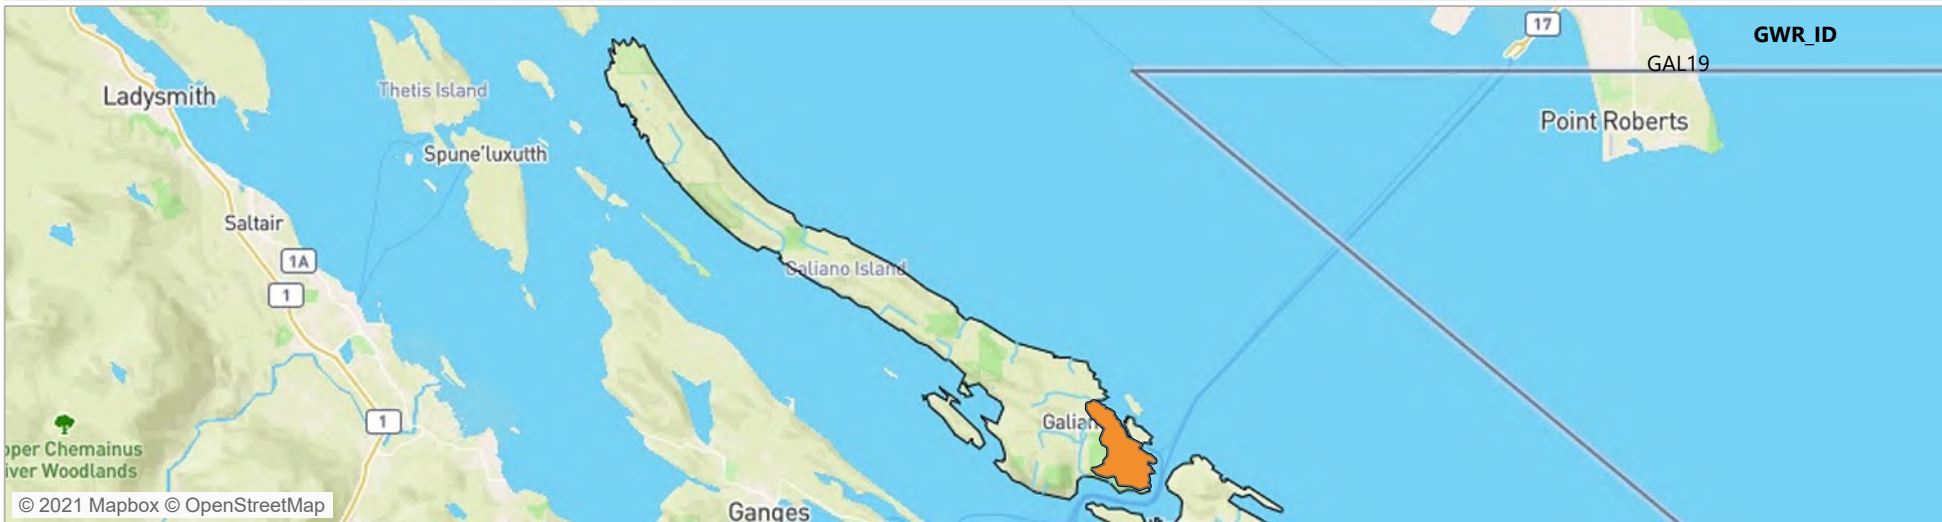 17
GWR_ID
GAL19
Ladysmith
Thetis Island
Point Roberts
Spune'luxutth
Saltair
1A
Galiano Island
1
1
Galian
pper Chemainus
iver Woodlands
© 2021 Mapbox © OpenStreetMap
Ganges